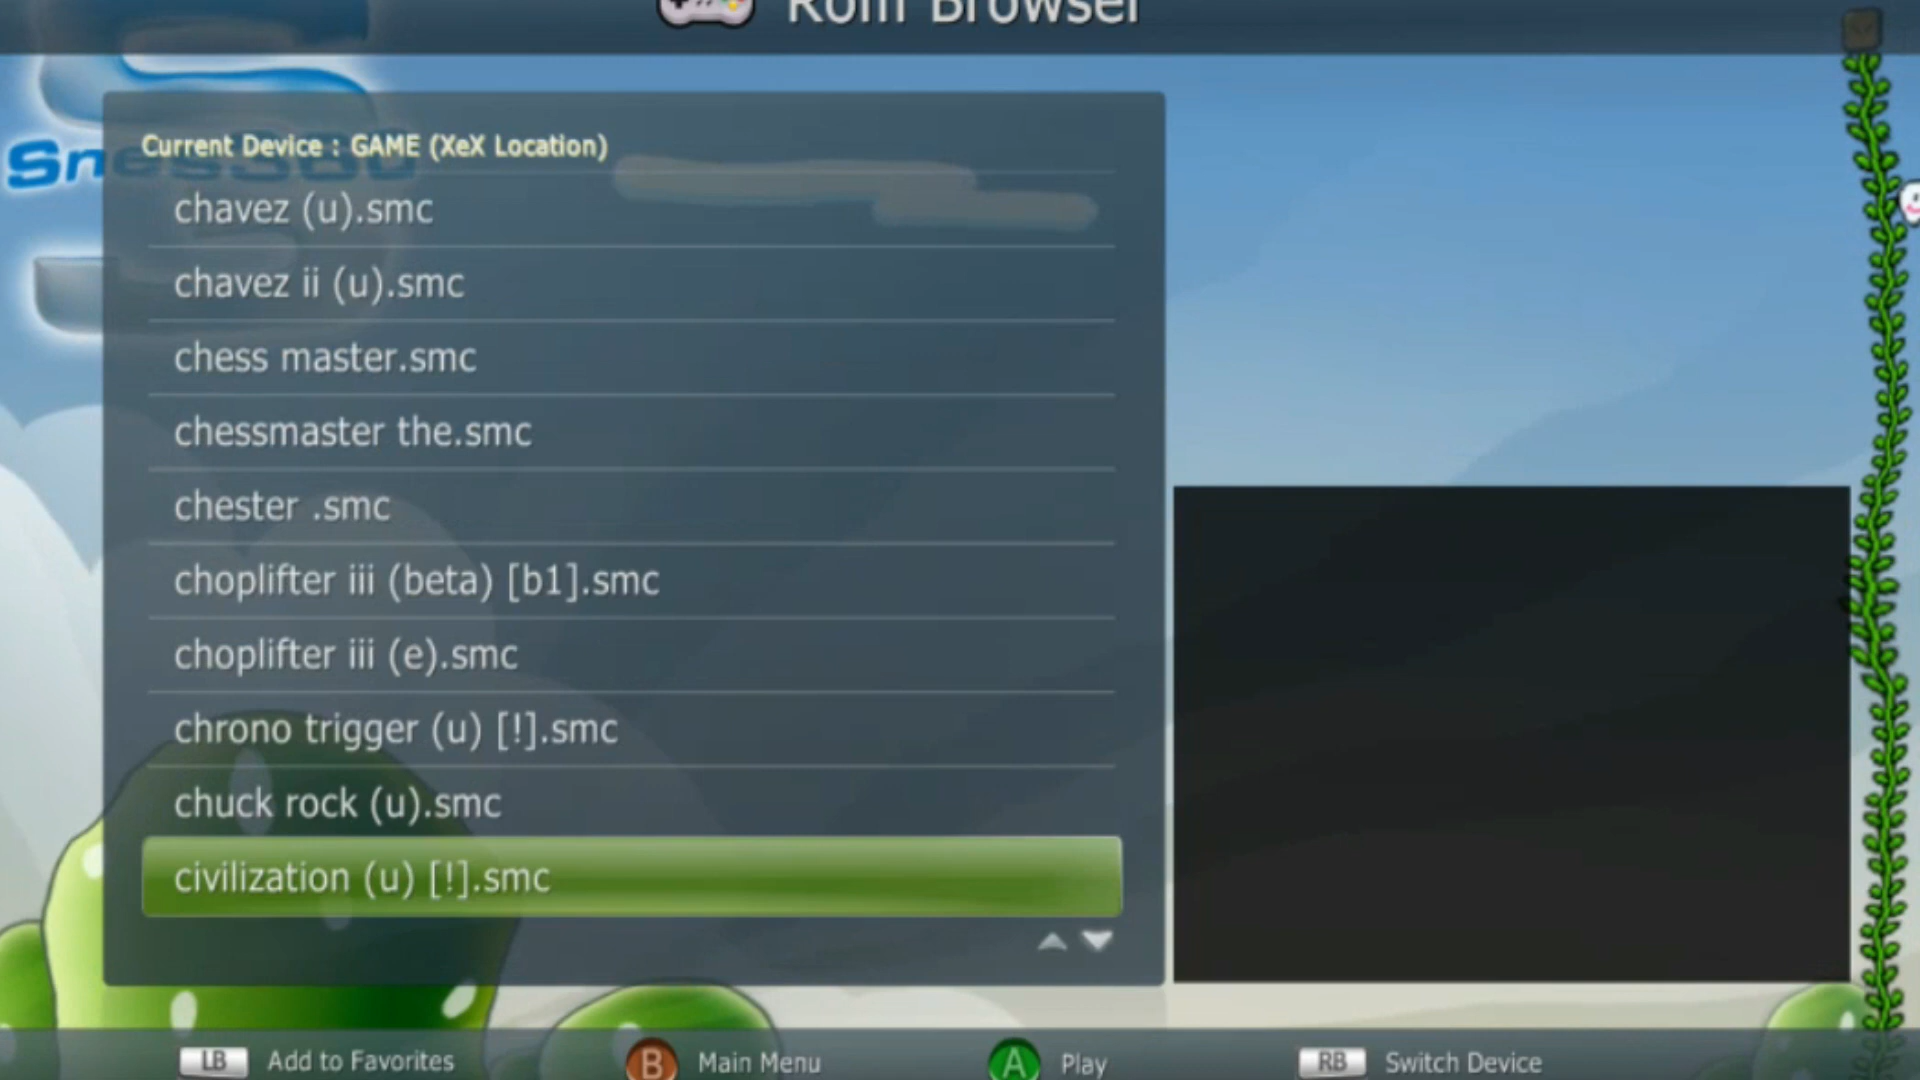 Rom Browser
Current Device : GAME (XeX Location)
chavez (u).smc
chavez ii (u).smc
chess master.smc
chessmaster the.smc
chester .smc
choplifter iii (beta) [b1].smc
choplifter iii (e).smc
chrono trigger (u) [!].smc
chuck rock (u).smc
civilization (u) [!].smc
LB Add to Favorites
B Main Menu
A Play
RB Switch Device